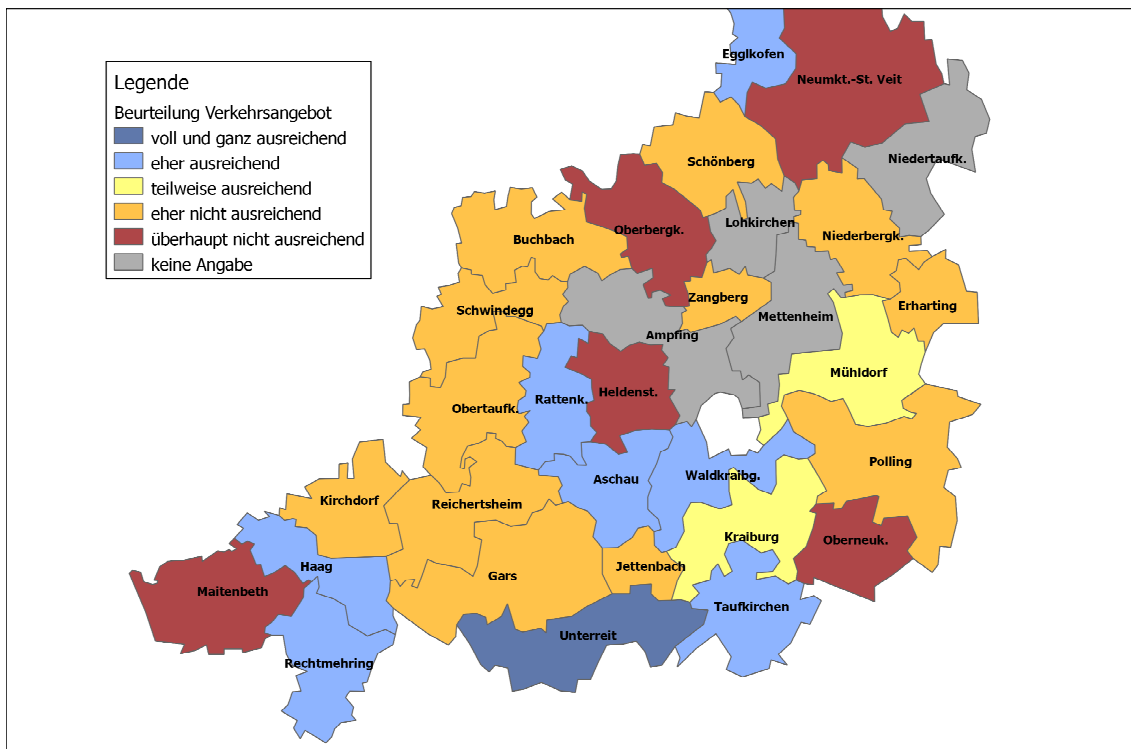 Legende
Beurteilung Verkehrsangebot
voll und ganz ausreichend
eher ausreichend
teilweise ausreichend
eher nicht ausreichend
überhaupt nicht ausreichend
keine Angabe
Egglkofen
Neumkt.-St. Veit
Niedertaufk.
Schönberg
Lohkirchen
Oberbergk.
Buchbach
Niederbergk.
Zangberg
Erharting
Schwindegg
Mettenheim
Ampfing
Mühldorf
Rattenk.
Heldenst.
Obertaufk.
Polling
Aschau
Waldkraibg.
Kirchdorf
Reichertsheim
Kraiburg
Oberneuk.
Haag
Jettenbach
Gars
Maitenbeth
Taufkirchen
Unterreit
Rechtmehring